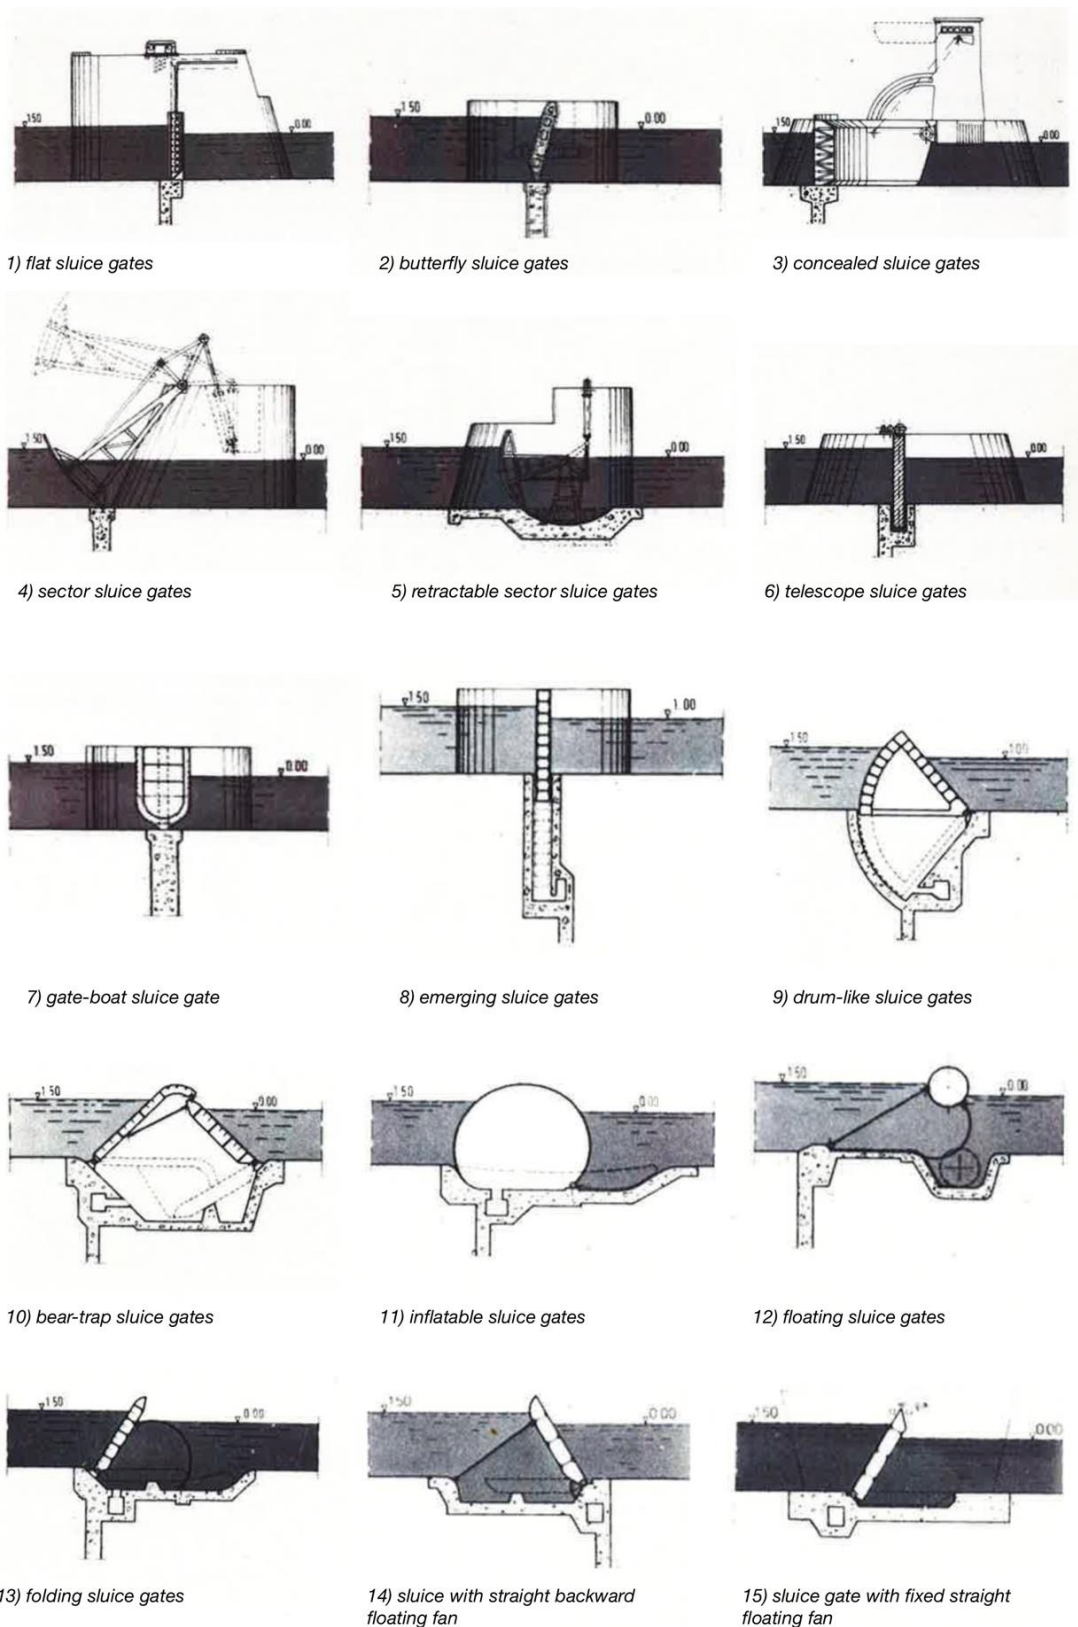 150
0.00
1 50
0.00
1.50
0.00
1) flat sluice gates
2) butterfly sluice gates
3) concealed sluice gates
1.50
0.00
150
0.00
1.50
0.00
4) sector sluice gates
5) retractable sector sluice gates
6) telescope sluice gates
1.50
0.00
1.50
1.00
1.50
7) gate-boat sluice gate
8) emerging sluice gates
9) drum-like sluice gates
1 50
0.00
1.50
0.00
1.50
0.00
10) bear-trap sluice gates
11) inflatable sluice gates
12) floating sluice gates
1 50
0.00
150
0.00
150
0.00
13) folding sluice gates
14) sluice with straight backward
floating fan
15) sluice gate with fixed straight
floating fan